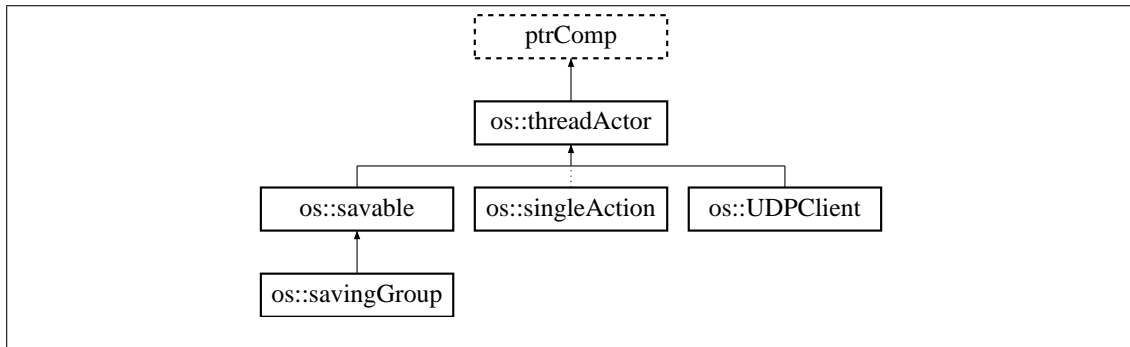 ptrComp
os::threadActor
os::savable os::singleAction os::UDPClient
os::savingGroup